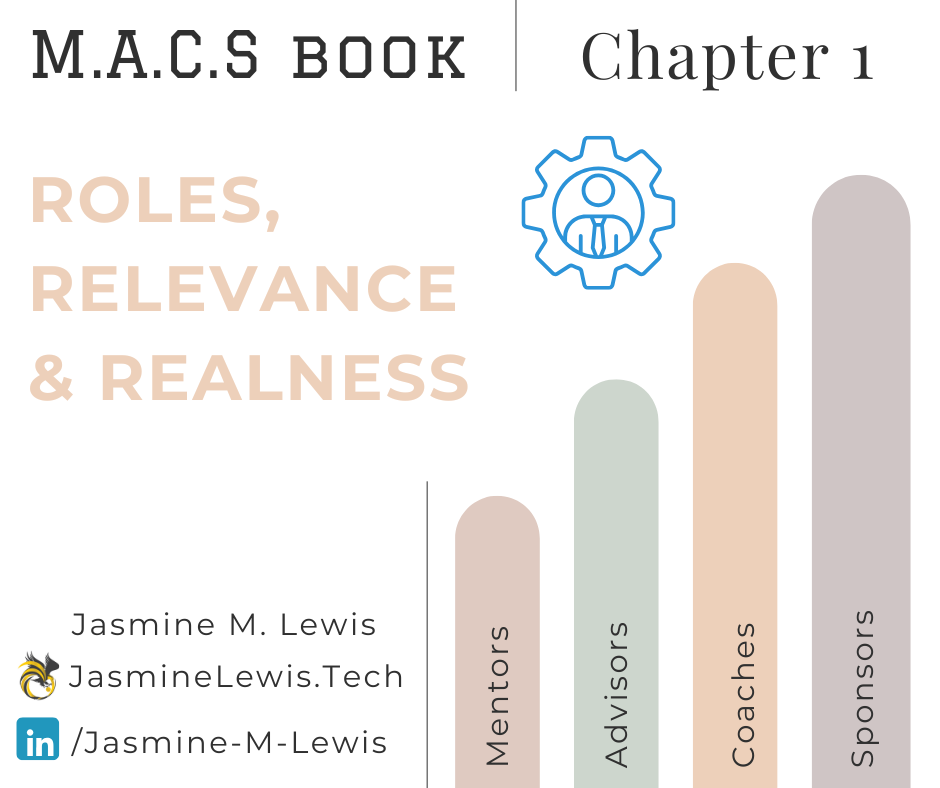 M.A.C.S BOOK
Chapter 1
ROLES,
RELEVANCE
& REALNESS
Jasmine M. Lewis
JasmineLewis.Tech
in /Jasmine-M-Lewis
Mentors
Advisors
Coaches
Sponsors